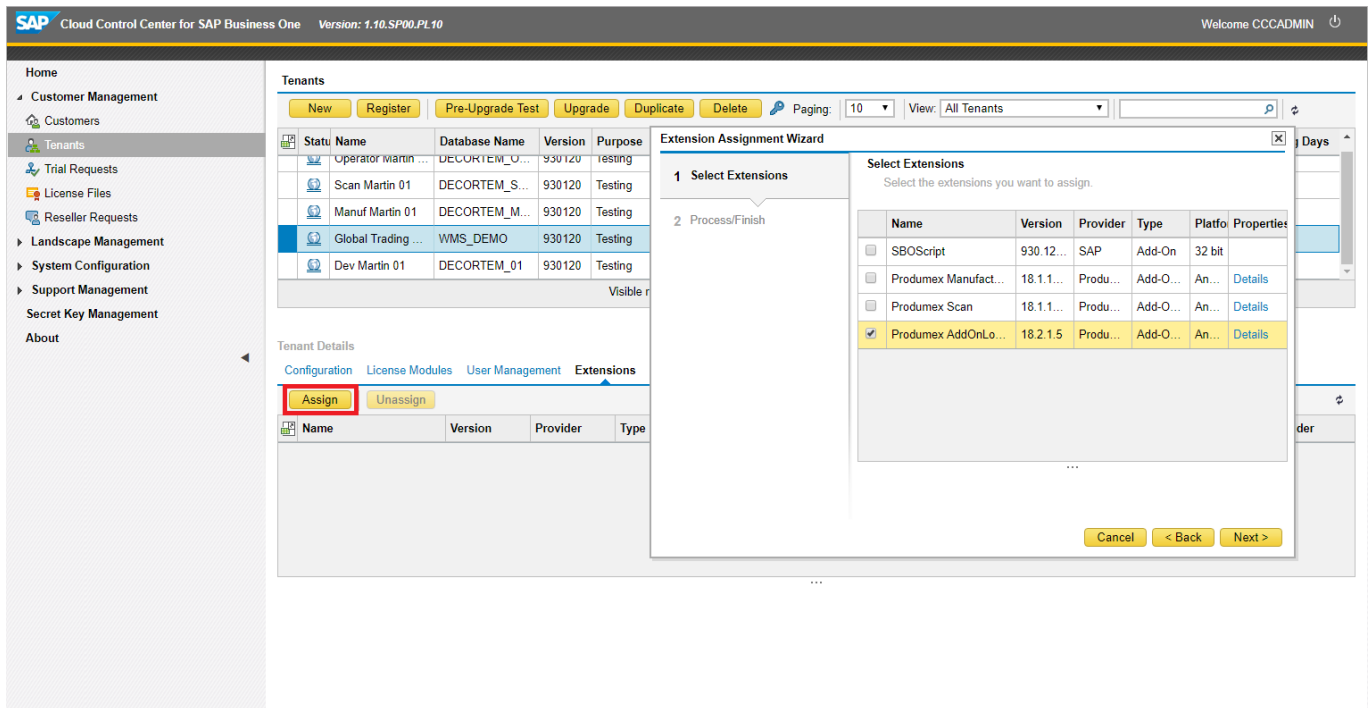 SAP Cloud Control Center for SAP Business One Version: 1.10.SP00.PL10 Welcome CCCADMIN
Home
Customer Management
Customers
Tenants
Trial Requests
License Files
Reseller Requests
Landscape Management
System Configuration
Support Management
Secret Key Management
About
Tenants
New Register Pre-Upgrade Test Upgrade Duplicate Delete Paging: 10 View: All Tenants
Statu Name Database Name Version Purpose g Days
Operator Martin ... DECORTEM_O... 930120 Testing
Scan Martin 01 DECORTEM_S... 930120 Testing
Manuf Martin 01 DECORTEM_M... 930120 Testing
Global Trading ... WMS_DEMO 930120 Testing
Dev Martin 01 DECORTEM_01 930120 Testing
Visible r
Tenant Details
Configuration License Modules User Management Extensions
Assign Unassign
Name Version Provider Type der
Extension Assignment Wizard
1 Select Extensions
2 Process/Finish
Select Extensions
Select the extensions you want to assign.
Name Version Provider Type Platfo Properties
SBOScript 930.12... SAP Add-On 32 bit
Produmex Manufact... 18.1.1... Produ... Add-O... An... Details
Produmex Scan 18.1.1... Produ... Add-O... An... Details
Produmex AddOnLo... 18.2.1.5 Produ... Add-O... An... Details
...
Cancel < Back Next >
...